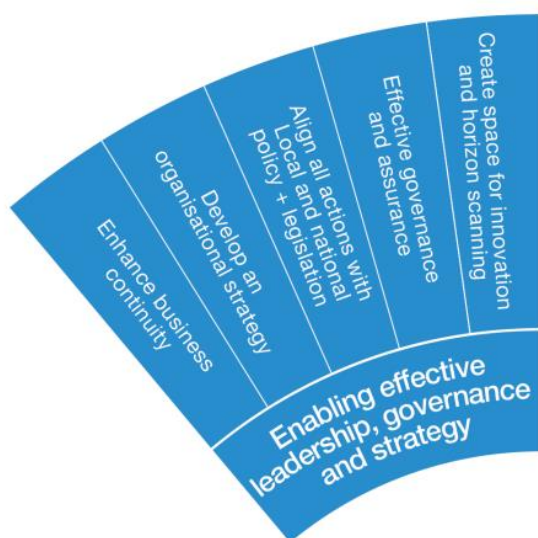 Enhance business
continuity
Develop an
organisational strategy
Align all actions with
Local and national
policy + legislation
Effective governance
and assurance
Create space for innovation
and horizon scanning
Enabling effective
leadership, governance
and strategy